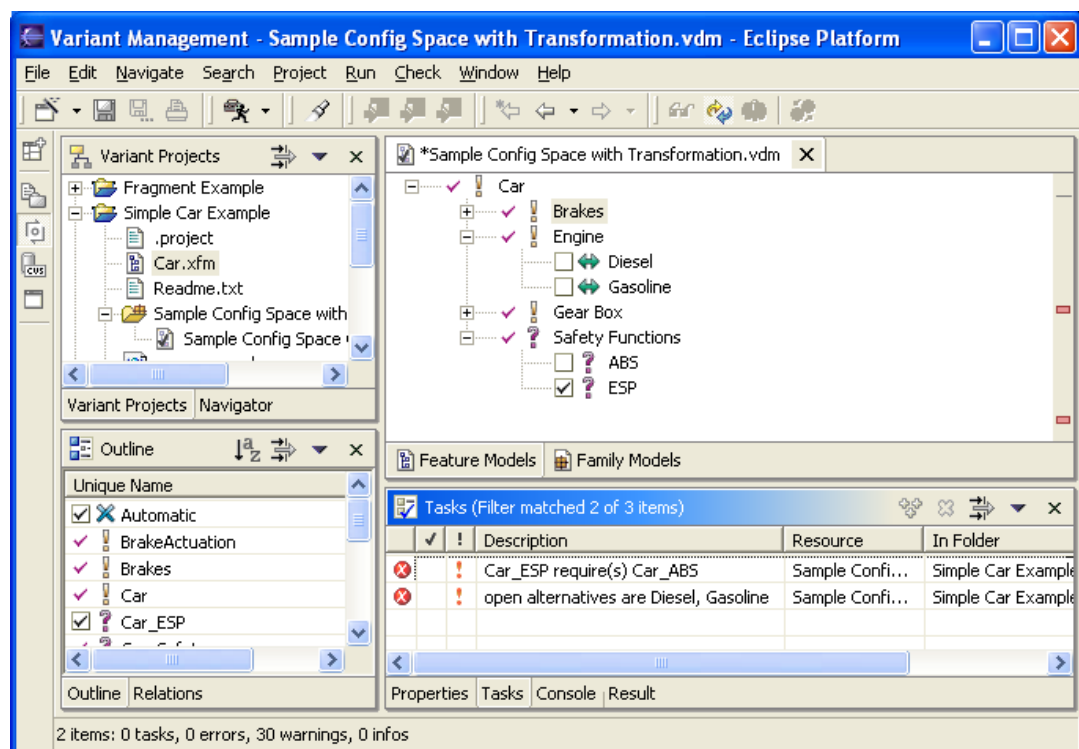 Variant Management - Sample Config Space with Transformation.vdm - Eclipse Platform
File Edit Navigate Search Project Run Check Window Help
Variant Projects
Fragment Example
Simple Car Example
.project
Car.xfm
Readme.txt
Sample Config Space with
Sample Config Space
Variant Projects Navigator
*Sample Config Space with Transformation.vdm
Car
Brakes
Engine
Diesel
Gasoline
Gear Box
Safety Functions
ABS
ESP
Feature Models Family Models
cvs
Outline
Unique Name
Automatic
BrakeActuation
Brakes
Car
Car_ESP
Outline Relations
Tasks (Filter matched 2 of 3 items)
! Description Resource In Folder
Car_ESP require(s) Car_ABS Sample Confi... Simple Car Example
open alternatives are Diesel, Gasoline Sample Confi... Simple Car Example
Properties Tasks Console Result
2 items: 0 tasks, 0 errors, 30 warnings, 0 infos